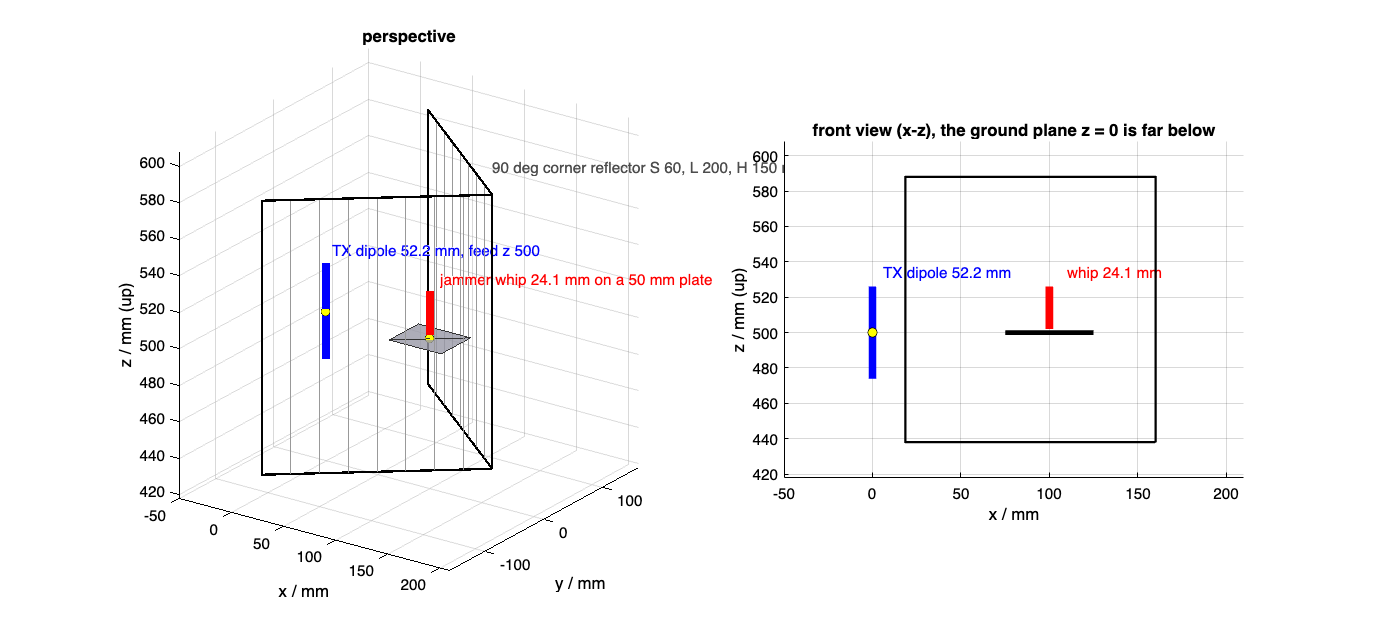 perspective
90 deg corner reflector S 60, L 200, H 150
TX dipole 52.2 mm, feed z 500
jammer whip 24.1 mm on a 50 mm plate
z / mm (up)
600
580
560
540
520
500
480
460
440
420
-50
0
50
100
150
200
x / mm
-100
0
100
y / mm
front view (x-z), the ground plane z = 0 is far below
TX dipole 52.2 mm
whip 24.1 mm
z / mm (up)
600
580
560
540
520
500
480
460
440
420
-50
0
50
100
150
200
x / mm